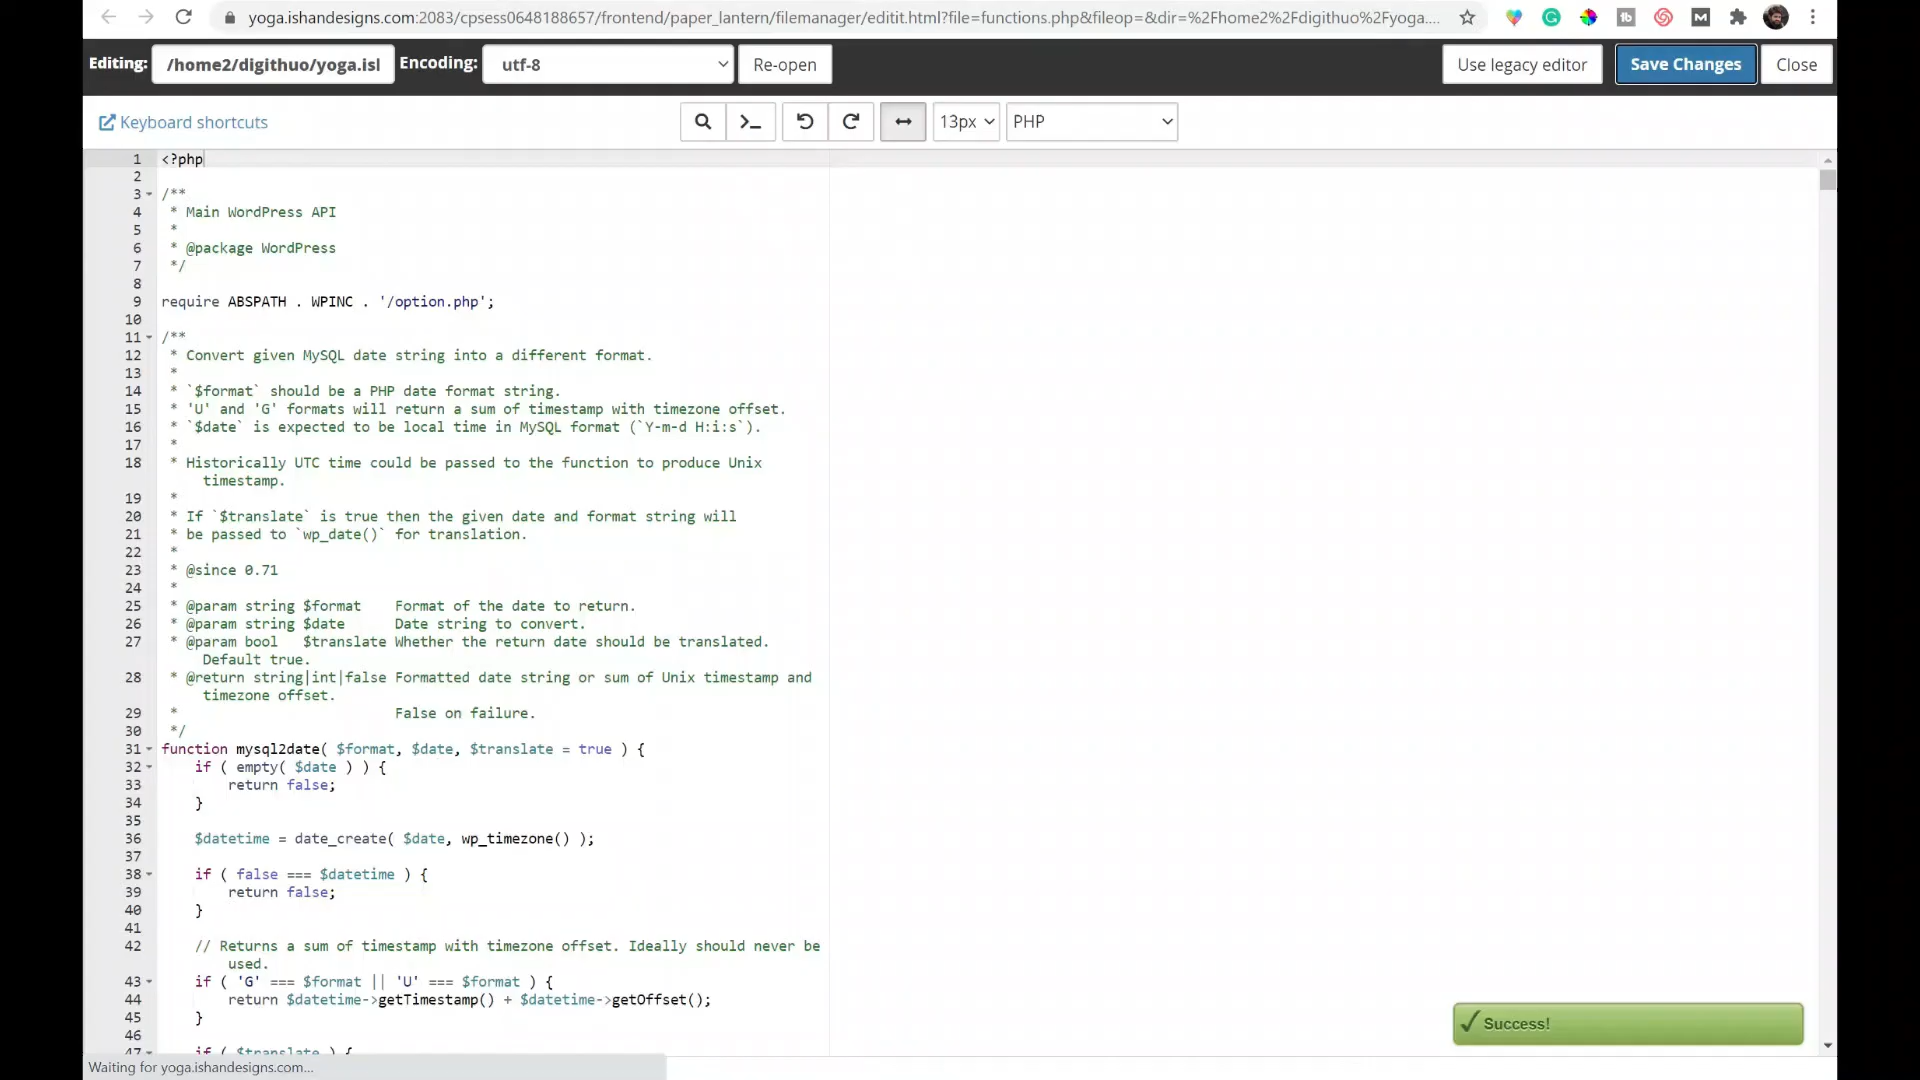 yoga.ishandesigns.com:2083/cpsess0648188657/frontend/paper_lantern/filemanager/editit.html?file=functions.php&fileop=&dir=%2Fhome2%2Fdigithuo%2Fyoga....
Editing: /home2/digithuo/yoga.isl Encoding: utf-8 Re-open Use legacy editor Save Changes Close
Keyboard shortcuts 13px PHP
1 <?php
2
3 /**
4 * Main WordPress API
5 *
6 * @package WordPress
7 */
8
9 require ABSPATH . WPINC . '/option.php';
10
11 /**
12 * Convert given MySQL date string into a different format.
13 *
14 * `$format` should be a PHP date format string.
15 * 'U' and 'G' formats will return a sum of timestamp with timezone offset.
16 * `$date` is expected to be local time in MySQL format (`Y-m-d H:i:s`).
17 *
18 * Historically UTC time could be passed to the function to produce Unix
timestamp.
19 *
20 * If `$translate` is true then the given date and format string will
21 * be passed to `wp_date()` for translation.
22 *
23 * @since 0.71
24 *
25 * @param string $format    Format of the date to return.
26 * @param string $date      Date string to convert.
27 * @param bool   $translate Whether the return date should be translated.
Default true.
28 * @return string|int|false Formatted date string or sum of Unix timestamp and
timezone offset.
29 *                          False on failure.
30 */
31 function mysql2date( $format, $date, $translate = true ) {
32 if ( empty( $date ) ) {
33 return false;
34 }
35
36 $datetime = date_create( $date, wp_timezone() );
37
38 if ( false === $datetime ) {
39 return false;
40 }
41
42 // Returns a sum of timestamp with timezone offset. Ideally should never be
used.
43 if ( 'G' === $format || 'U' === $format ) {
44 return $datetime->getTimestamp() + $datetime->getOffset();
45 }
46
47 if ( $translate ) {
Success!
Waiting for yoga.ishandesigns.com...